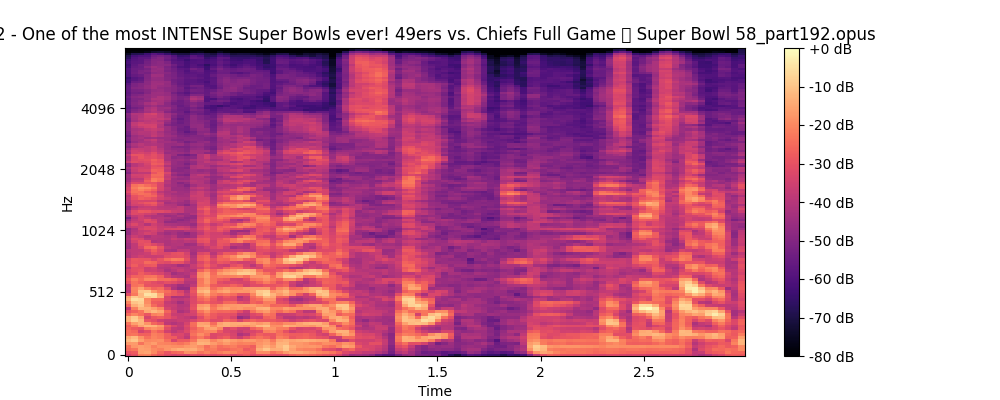 2 - One of the most INTENSE Super Bowls ever! 49ers vs. Chiefs Full Game ▯ Super Bowl 58_part192.opus
+0 dB
4096
-10 dB
-20 dB
2048
-30 dB
Hz
1024
-40 dB
-50 dB
512
-60 dB
-70 dB
0
-80 dB
0 0.5 1 1.5 2 2.5
Time